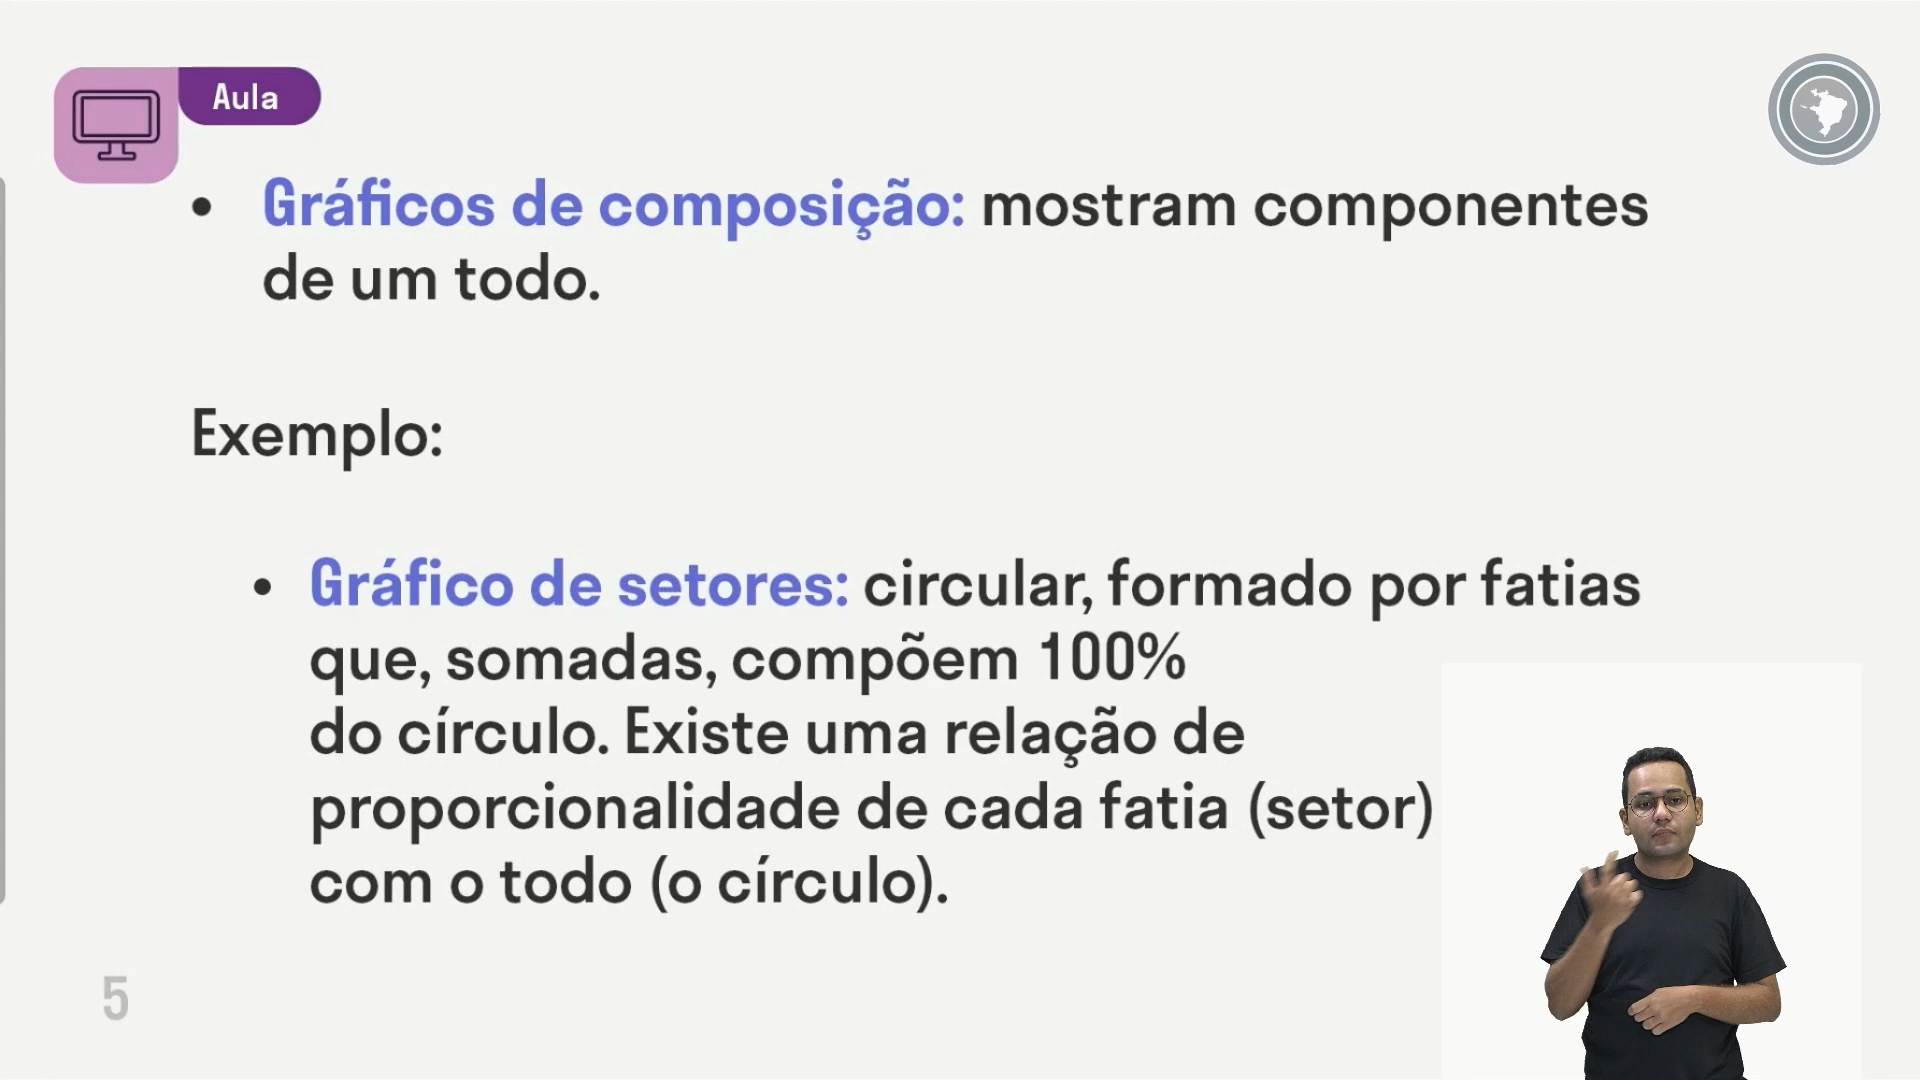 Aula
• Gráficos de composição: mostram componentes
de um todo.
Exemplo:
• Gráfico de setores: circular, formado por fatias
que, somadas, compõem 100%
do círculo. Existe uma relação de
proporcionalidade de cada fatia (setor)
com o todo (o círculo).
5